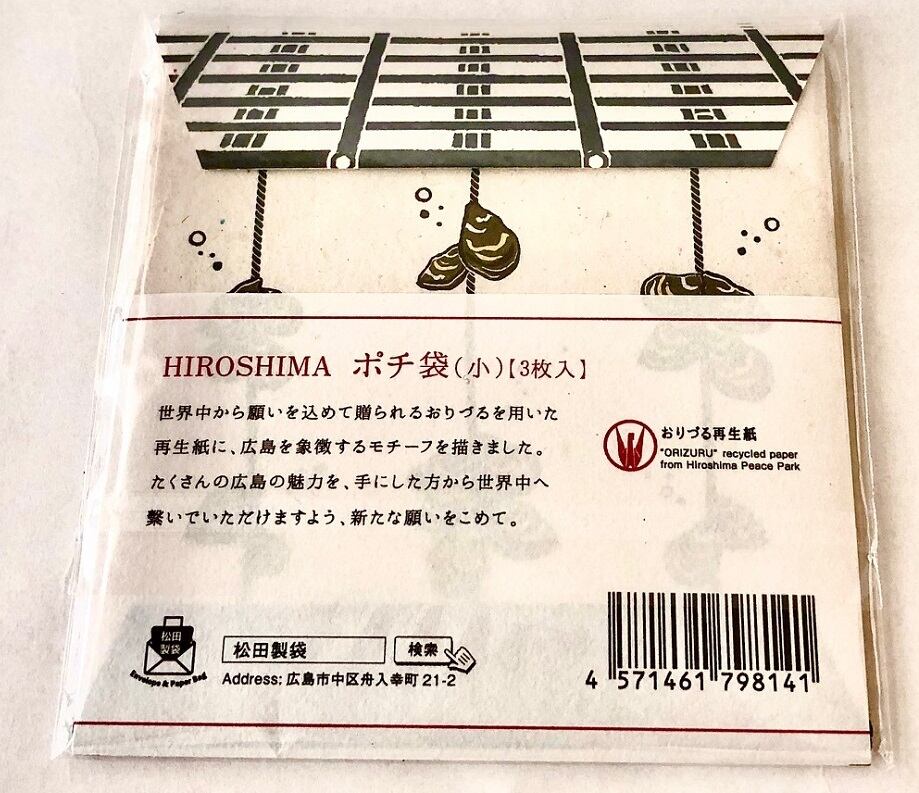 HIROSHIMA ポチ袋(小)【3枚入】
世界中から願いを込めて贈られるおりづるを用いた
再生紙に、広島を象徴するモチーフを描きました。
たくさんの広島の魅力を、手にした方から世界中へ
繋いでいただけますよう、新たな願いをこめて。
おりづる再生紙
"ORIZURU" recycled paper
from Hiroshima Peace Park
松田
製袋
Envelope & Paper Bag
松田製袋 検索
Address: 広島市中区舟入幸町 21-2
4 571461 798141